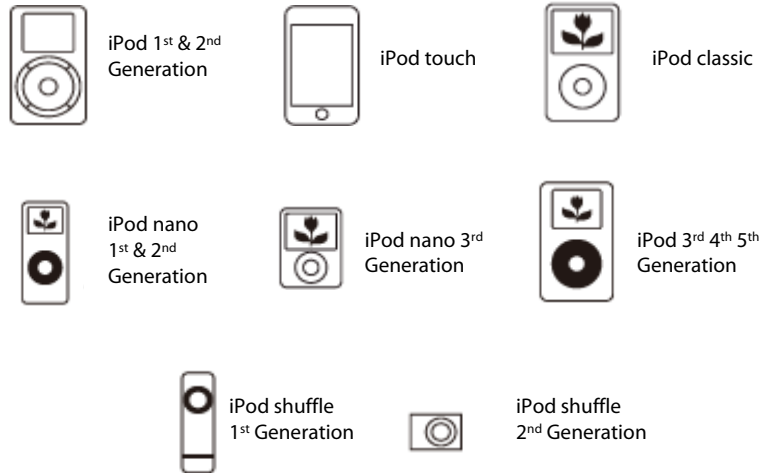 iPod 1st & 2nd
Generation
iPod touch
iPod classic
iPod nano
1st & 2nd
Generation
iPod nano 3rd
Generation
iPod 3rd 4th 5th
Generation
iPod shuffle
1st Generation
iPod shuffle
2nd Generation